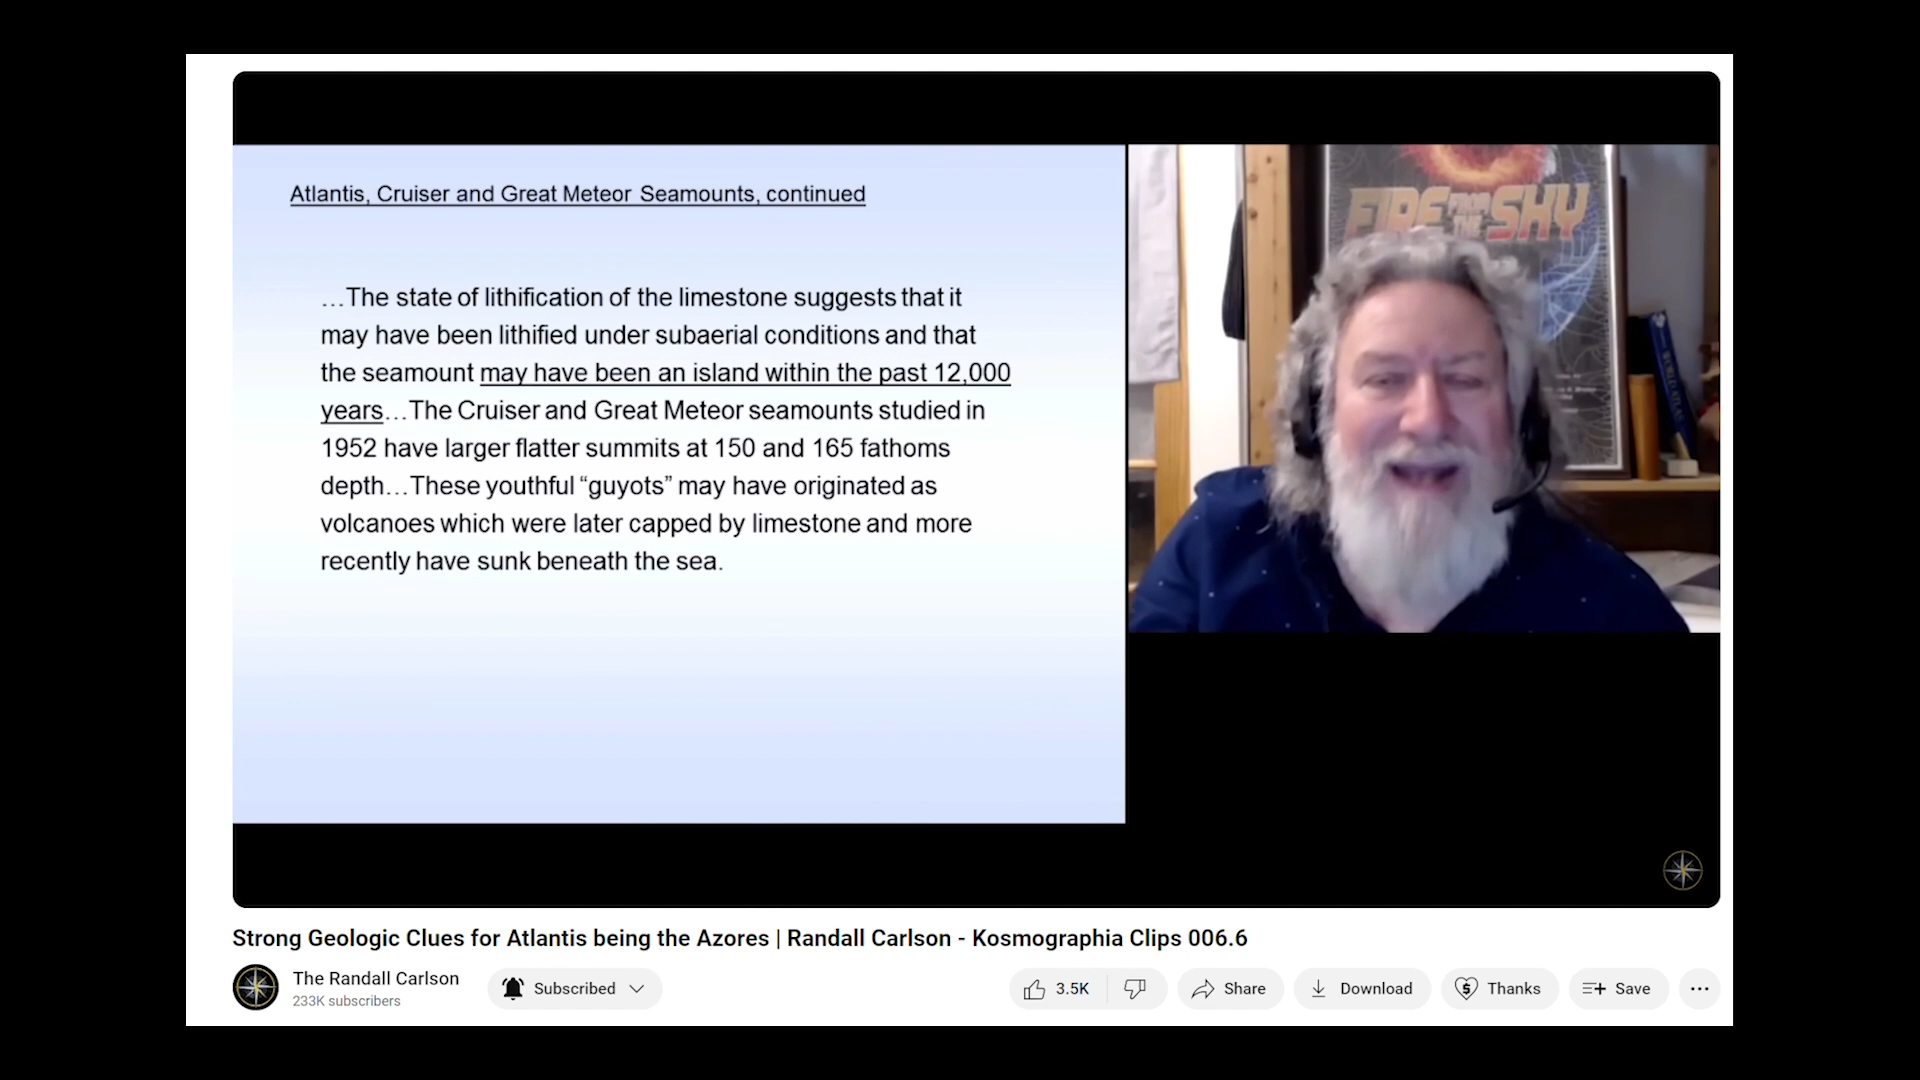 Atlantis, Cruiser and Great Meteor Seamounts, continued
…The state of lithification of the limestone suggests that it
may have been lithified under subaerial conditions and that
the seamount may have been an island within the past 12,000
years…The Cruiser and Great Meteor seamounts studied in
1952 have larger flatter summits at 150 and 165 fathoms
depth…These youthful “guyots” may have originated as
volcanoes which were later capped by limestone and more
recently have sunk beneath the sea.
FIRE FROM THE SKY
WORLD ATLAS
Strong Geologic Clues for Atlantis being the Azores | Randall Carlson - Kosmographia Clips 006.6
The Randall Carlson
233K subscribers
Subscribed
3.5K
Share
Download
Thanks
Save